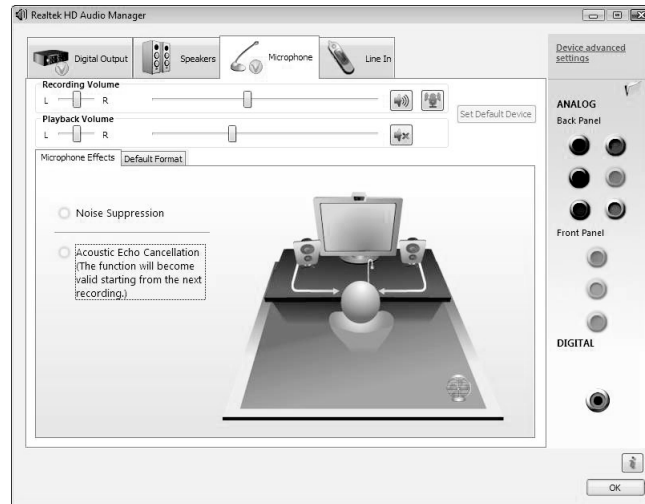 Realtek HD Audio Manager
Digital Output
Speakers
Microphone
Line In
Device advanced
settings
Recording Volume
L R
Set Default Device
Playback Volume
L R
Microphone Effects Default Format
Noise Suppression
Acoustic Echo Cancellation
(The function will become
valid starting from the next
recording.)
ANALOG
Back Panel
Front Panel
DIGITAL
OK